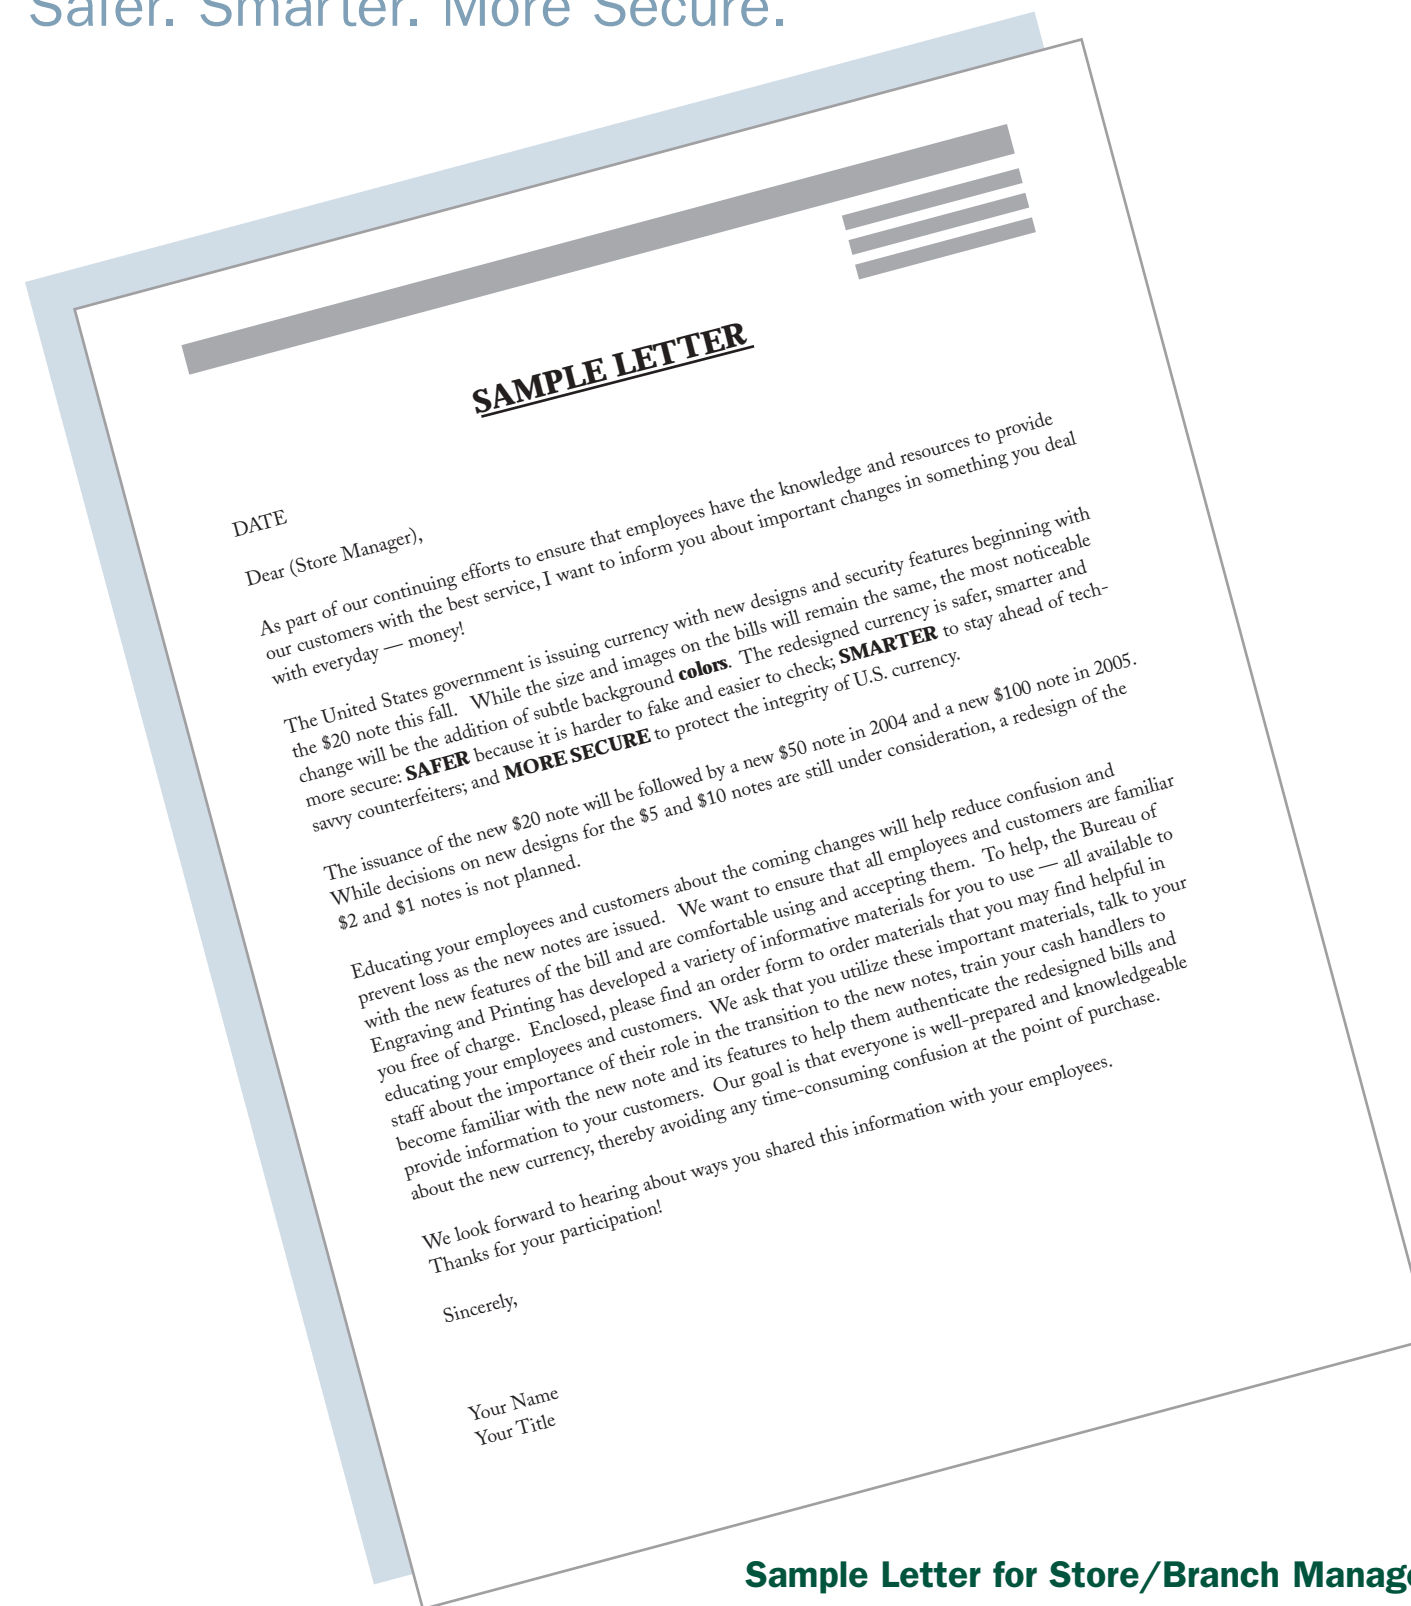 Safer. Smarter. More Secure.
SAMPLE LETTER
DATE
Dear (Store Manager),
As part of our continuing efforts to ensure that employees have the knowledge and resources to provide
our customers with the best service, I want to inform you about important changes in something you deal
with everyday — money!
The United States government is issuing currency with new designs and security features beginning with
the $20 note this fall. While the size and images on the bills will remain the same, the most noticeable
change will be the addition of subtle background colors. The redesigned currency is safer, smarter and
more secure: SAFER because it is harder to fake and easier to check; SMARTER to stay ahead of tech-
savvy counterfeiters; and MORE SECURE to protect the integrity of U.S. currency.
The issuance of the new $20 note will be followed by a new $50 note in 2004 and a new $100 note in 2005.
While decisions on new designs for the $5 and $10 notes are still under consideration, a redesign of the
$2 and $1 notes is not planned.
Educating your employees and customers about the coming changes will help reduce confusion and
prevent loss as the new notes are issued. We want to ensure that all employees and customers are familiar
with the new features of the bill and are comfortable using and accepting them. To help, the Bureau of
Engraving and Printing has developed a variety of informative materials for you to use — all available to
you free of charge. Enclosed, please find an order form to order materials that you may find helpful in
educating your employees and customers. We ask that you utilize these important materials, talk to your
staff about the importance of their role in the transition to the new notes, train your cash handlers to
become familiar with the new note and its features to help them authenticate the redesigned bills and
provide information to your customers. Our goal is that everyone is well-prepared and knowledgeable
about the new currency, thereby avoiding any time-consuming confusion at the point of purchase.
We look forward to hearing about ways you shared this information with your employees.
Thanks for your participation!
Sincerely,
Your Name
Your Title
Sample Letter for Store/Branch